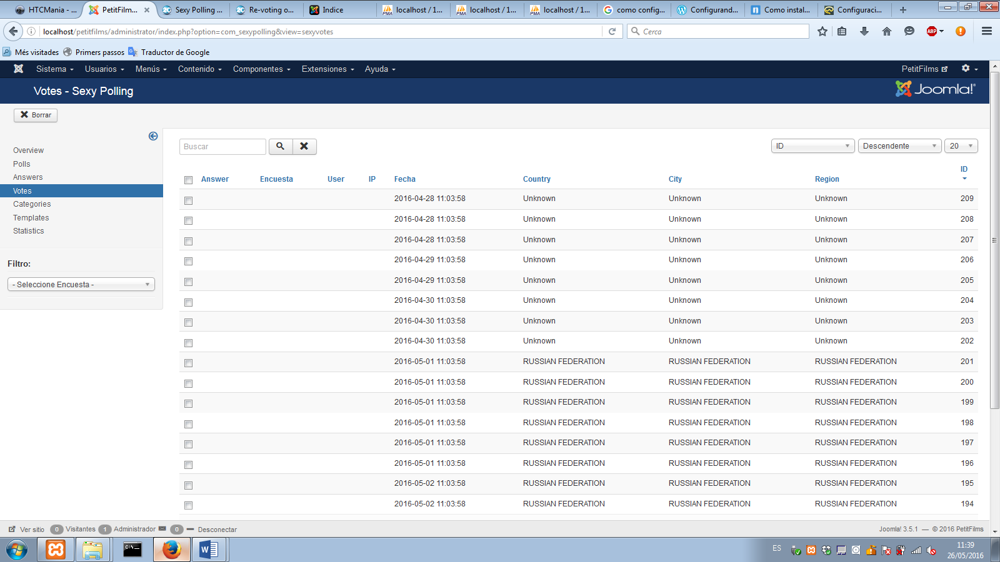 HTCMania - ... PetitFilm... Sexy Polling ... Re-voting o... Indice localhost / 1... localhost / 1... localhost / 1... como config... Configurand... Como instal... Configuraci...
localhost/petitfilms/administrator/index.php?option=com_sexypolling&view=sexyvotes Cerca ABP
Més visitades Primers passos Traductor de Google
Sistema Usuarios Menús Contenido Componentes Extensiones Ayuda PetitFilms
Votes - Sexy Polling Joomla!
Borrar
Overview
Polls
Answers
Votes
Categories
Templates
Statistics
Filtro:
- Seleccione Encuesta -
Buscar ID Descendente 20
Answer Encuesta User IP Fecha Country City Region ID
2016-04-28 11:03:58 Unknown Unknown Unknown 209
2016-04-28 11:03:58 Unknown Unknown Unknown 208
2016-04-28 11:03:58 Unknown Unknown Unknown 207
2016-04-29 11:03:58 Unknown Unknown Unknown 206
2016-04-29 11:03:58 Unknown Unknown Unknown 205
2016-04-30 11:03:58 Unknown Unknown Unknown 204
2016-04-30 11:03:58 Unknown Unknown Unknown 203
2016-04-30 11:03:58 Unknown Unknown Unknown 202
2016-05-01 11:03:58 RUSSIAN FEDERATION RUSSIAN FEDERATION RUSSIAN FEDERATION 201
2016-05-01 11:03:58 RUSSIAN FEDERATION RUSSIAN FEDERATION RUSSIAN FEDERATION 200
2016-05-01 11:03:58 RUSSIAN FEDERATION RUSSIAN FEDERATION RUSSIAN FEDERATION 199
2016-05-01 11:03:58 RUSSIAN FEDERATION RUSSIAN FEDERATION RUSSIAN FEDERATION 198
2016-05-01 11:03:58 RUSSIAN FEDERATION RUSSIAN FEDERATION RUSSIAN FEDERATION 197
2016-05-01 11:03:58 RUSSIAN FEDERATION RUSSIAN FEDERATION RUSSIAN FEDERATION 196
2016-05-02 11:03:58 RUSSIAN FEDERATION RUSSIAN FEDERATION RUSSIAN FEDERATION 195
2016-05-02 11:03:58 RUSSIAN FEDERATION RUSSIAN FEDERATION RUSSIAN FEDERATION 194
Ver sitio 0 Visitantes 1 Administrador 0 Desconectar Joomla! 3.5.1 — © 2016 PetitFilms
ES 11:39
26/05/2016